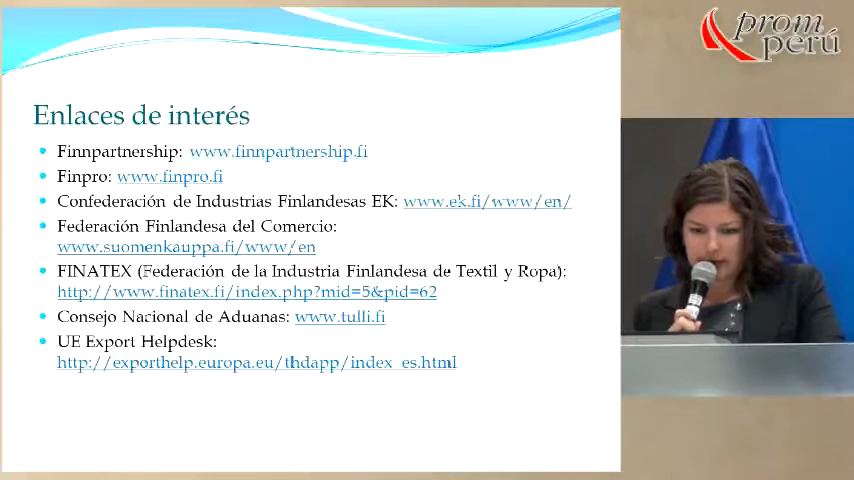 prom
perú
Enlaces de interés
Finnpartnership: www.finnpartnership.fi
Finpro: www.finpro.fi
Confederación de Industrias Finlandesas EK: www.ek.fi/www/en/
Federación Finlandesa del Comercio:
www.suomenkauppa.fi/www/en
FINATEX (Federación de la Industria Finlandesa de Textil y Ropa):
http://www.finatex.fi/index.php?mid=5&pid=62
Consejo Nacional de Aduanas: www.tulli.fi
UE Export Helpdesk:
http://exporthelp.europa.eu/thdapp/index_es.html